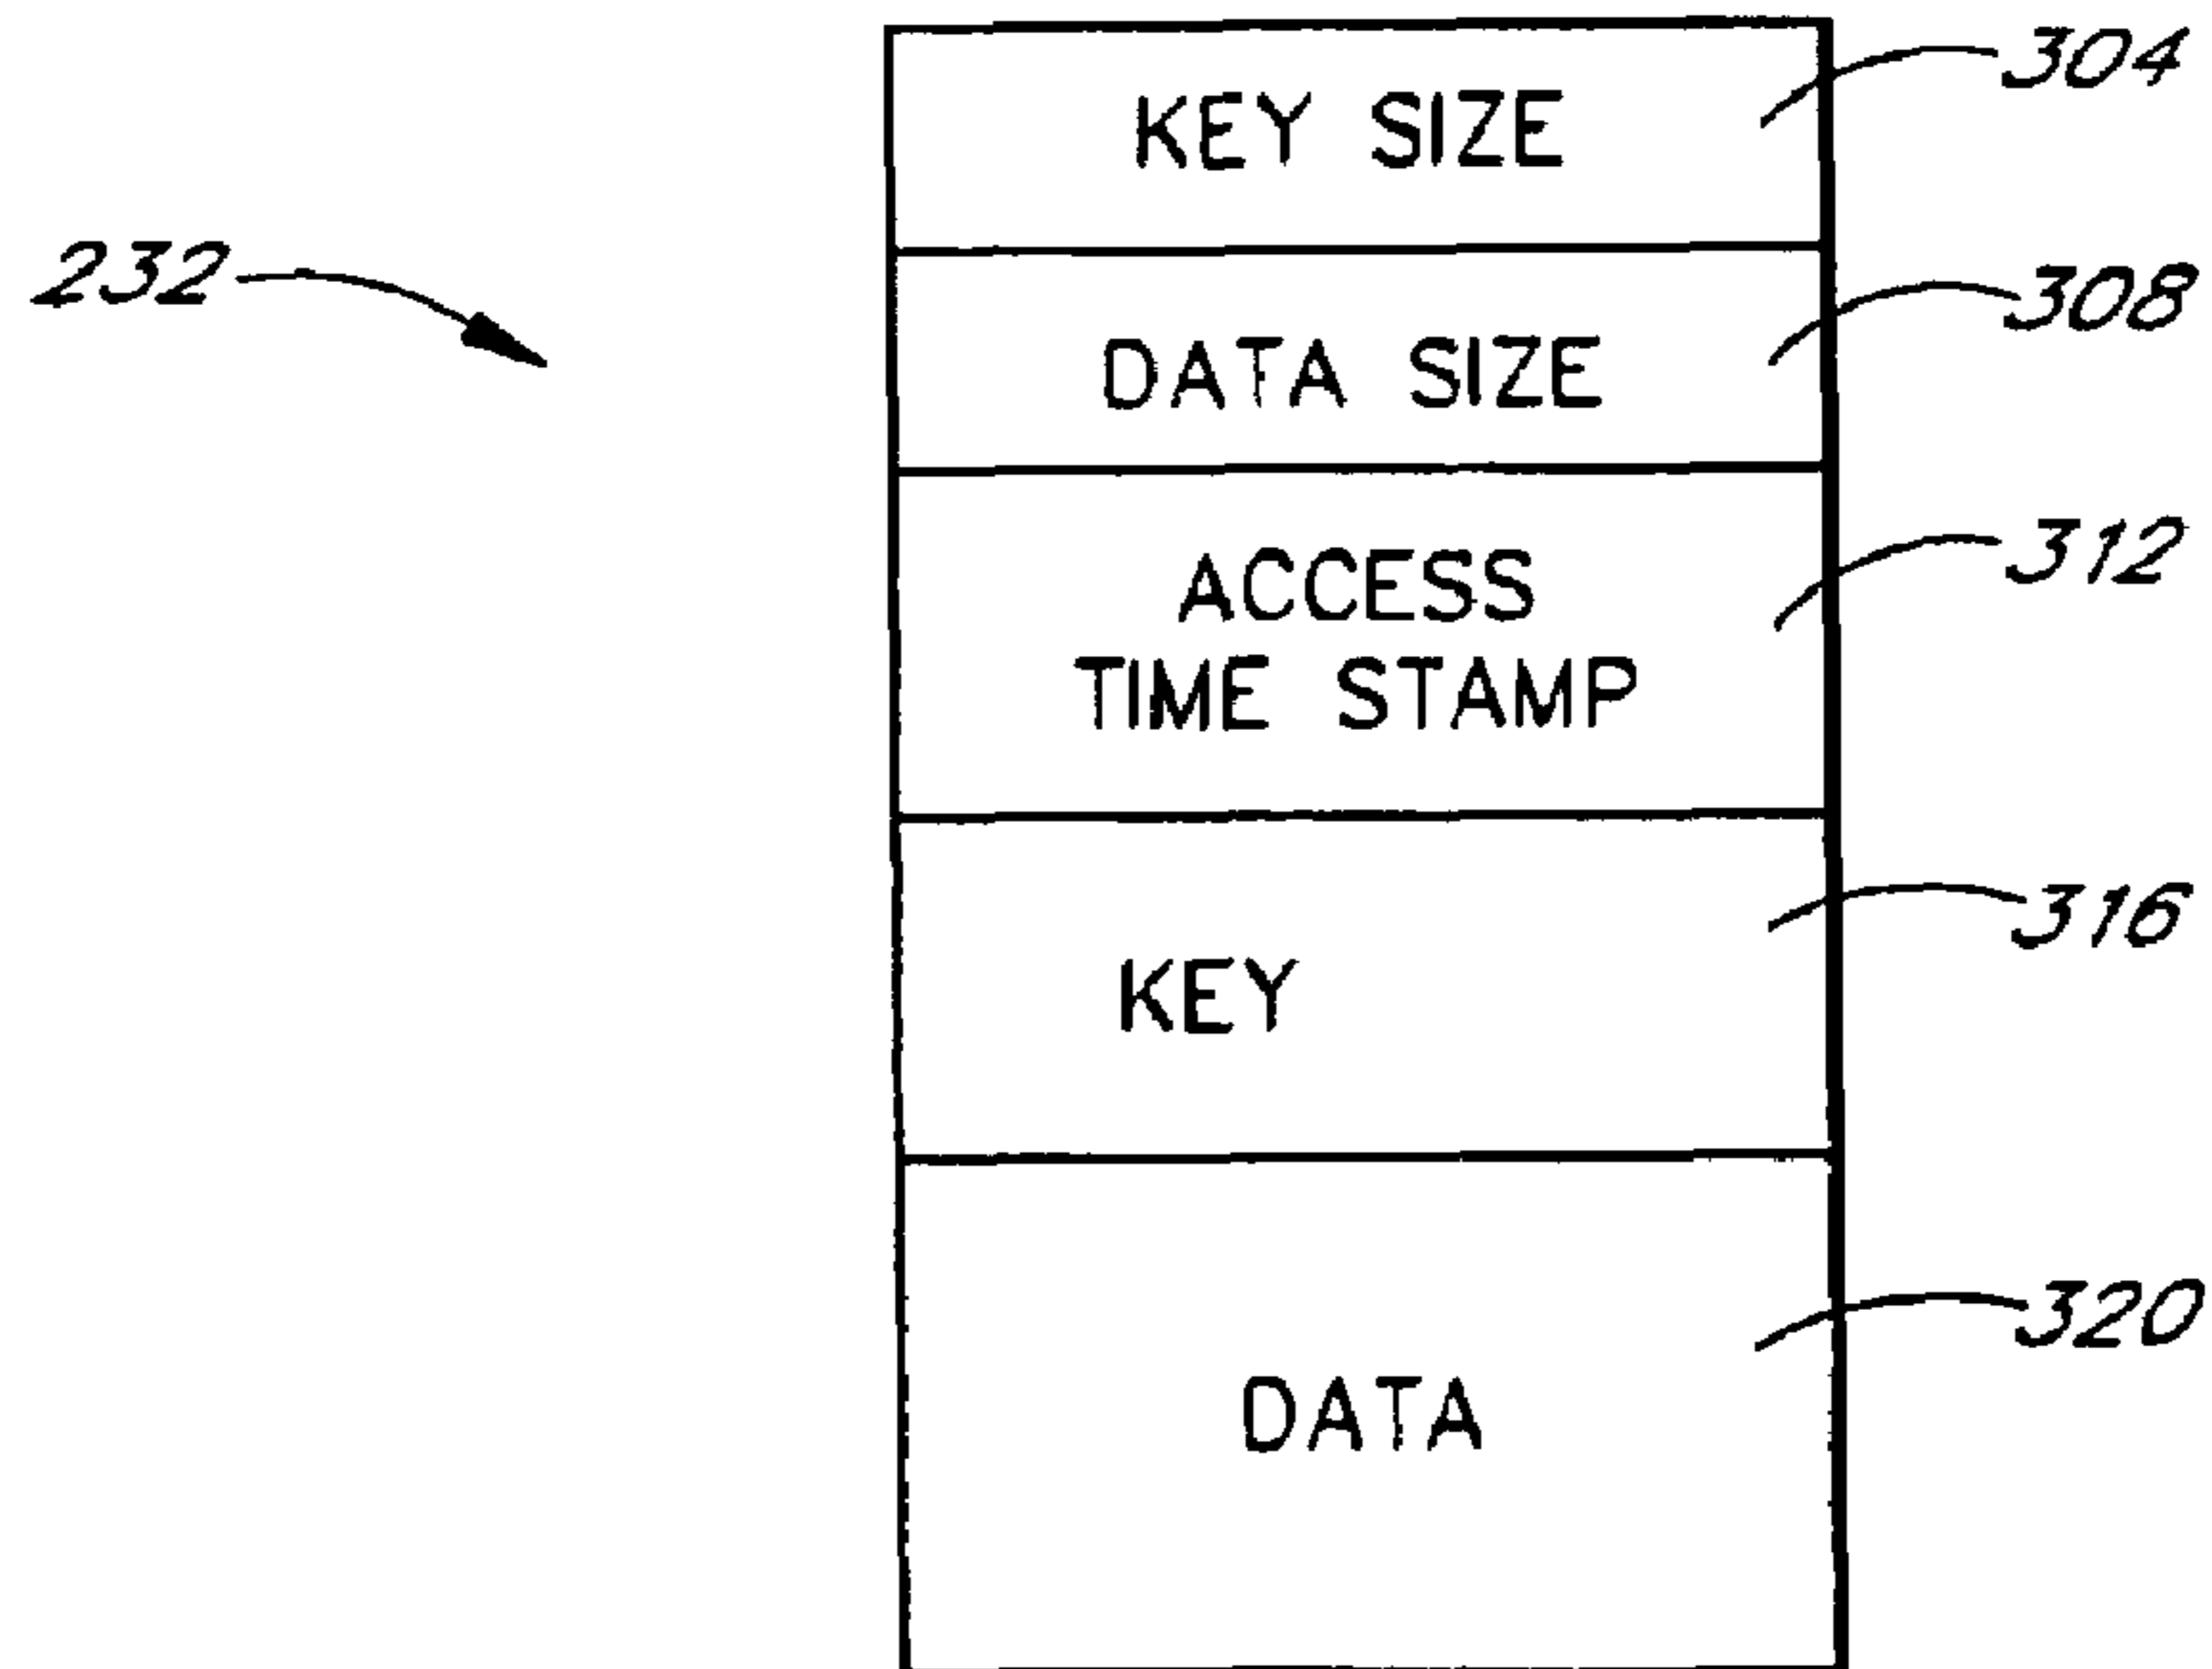 304
KEY SIZE
232
308
DATA SIZE
312
ACCESS
TIME STAMP
316
KEY
320
DATA